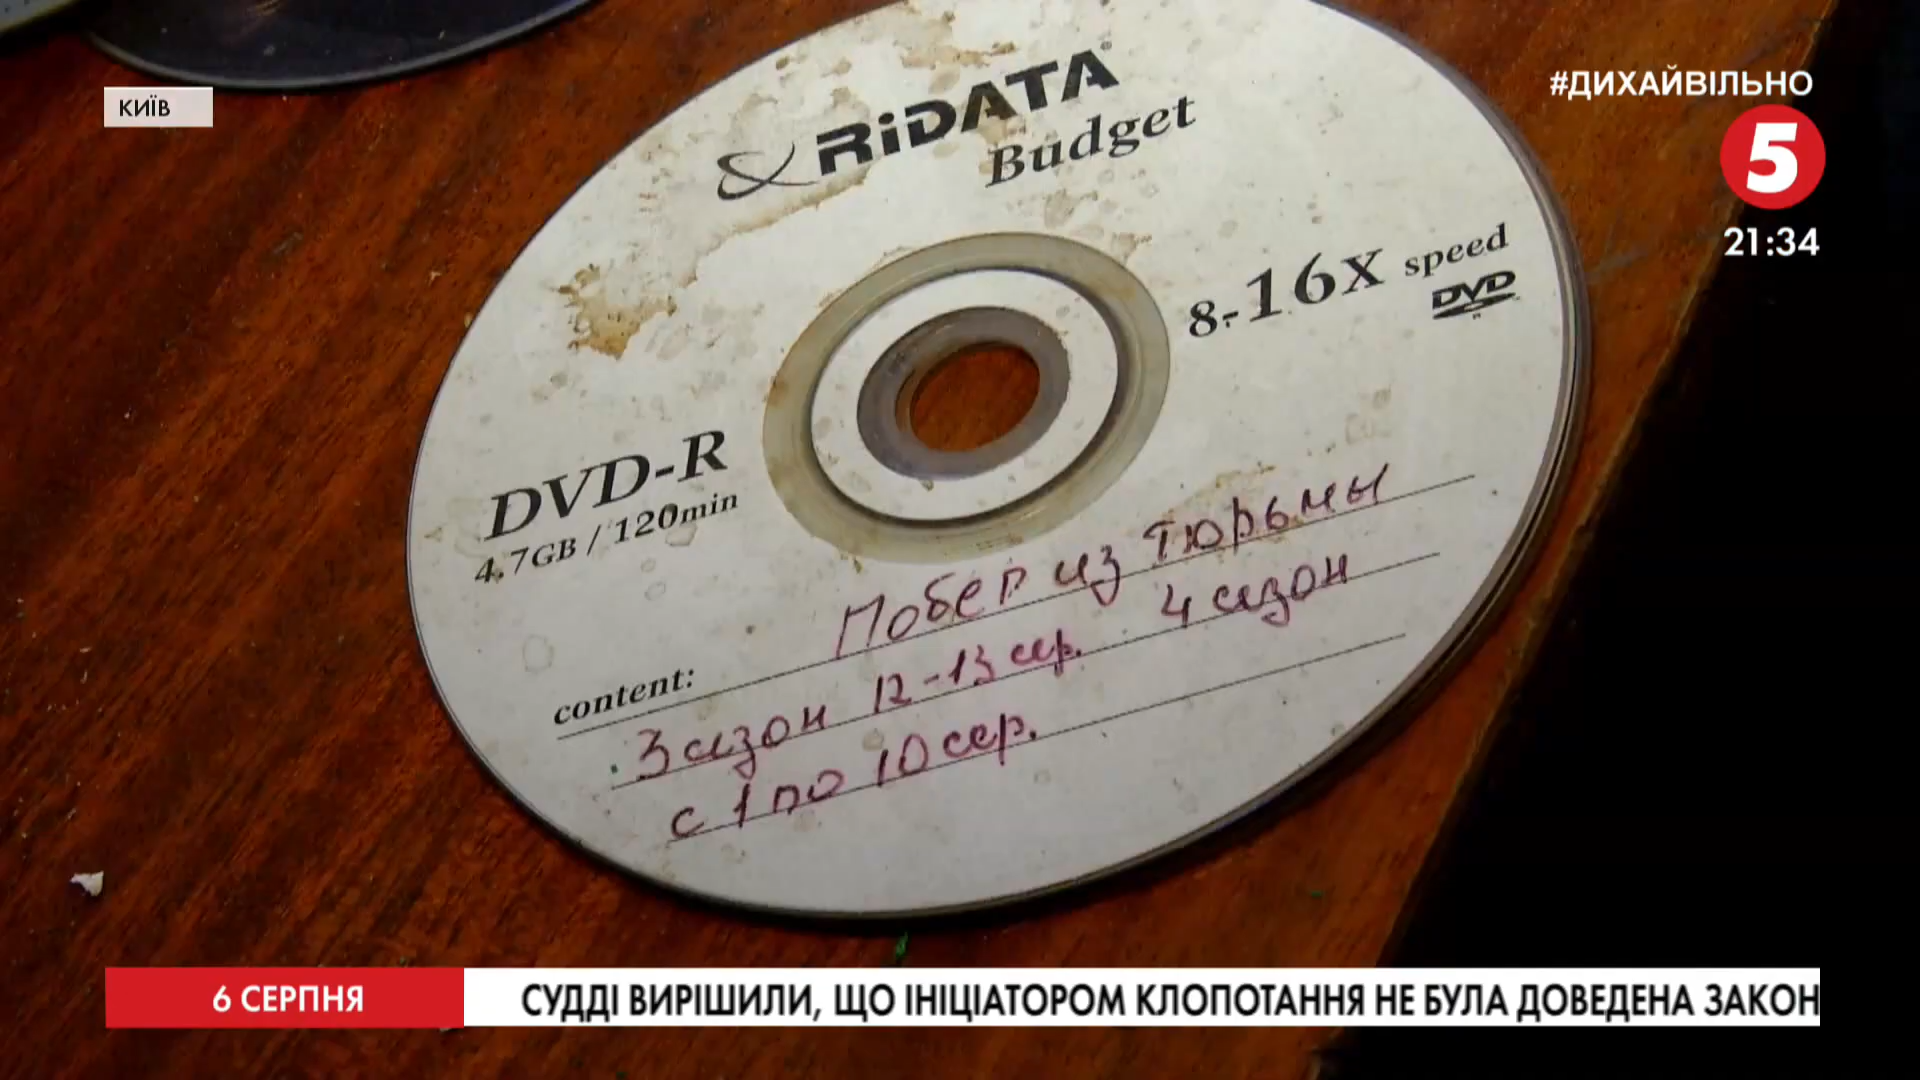 КИЇВ
#ДИХАЙВІЛЬНО
5
21:34
RiDATA
Budget
8-16X speed
DVD
DVD-R
4.7GB / 120min
content:
Побег из Тюрьмы
3 сезон 12-13 сер. 4 сезон
с 1 по 10 сер.
6 СЕРПНЯ
СУДДІ ВИРІШИЛИ, ЩО ІНІЦІАТОРОМ КЛОПОТАННЯ НЕ БУЛА ДОВЕДЕНА ЗАКОН